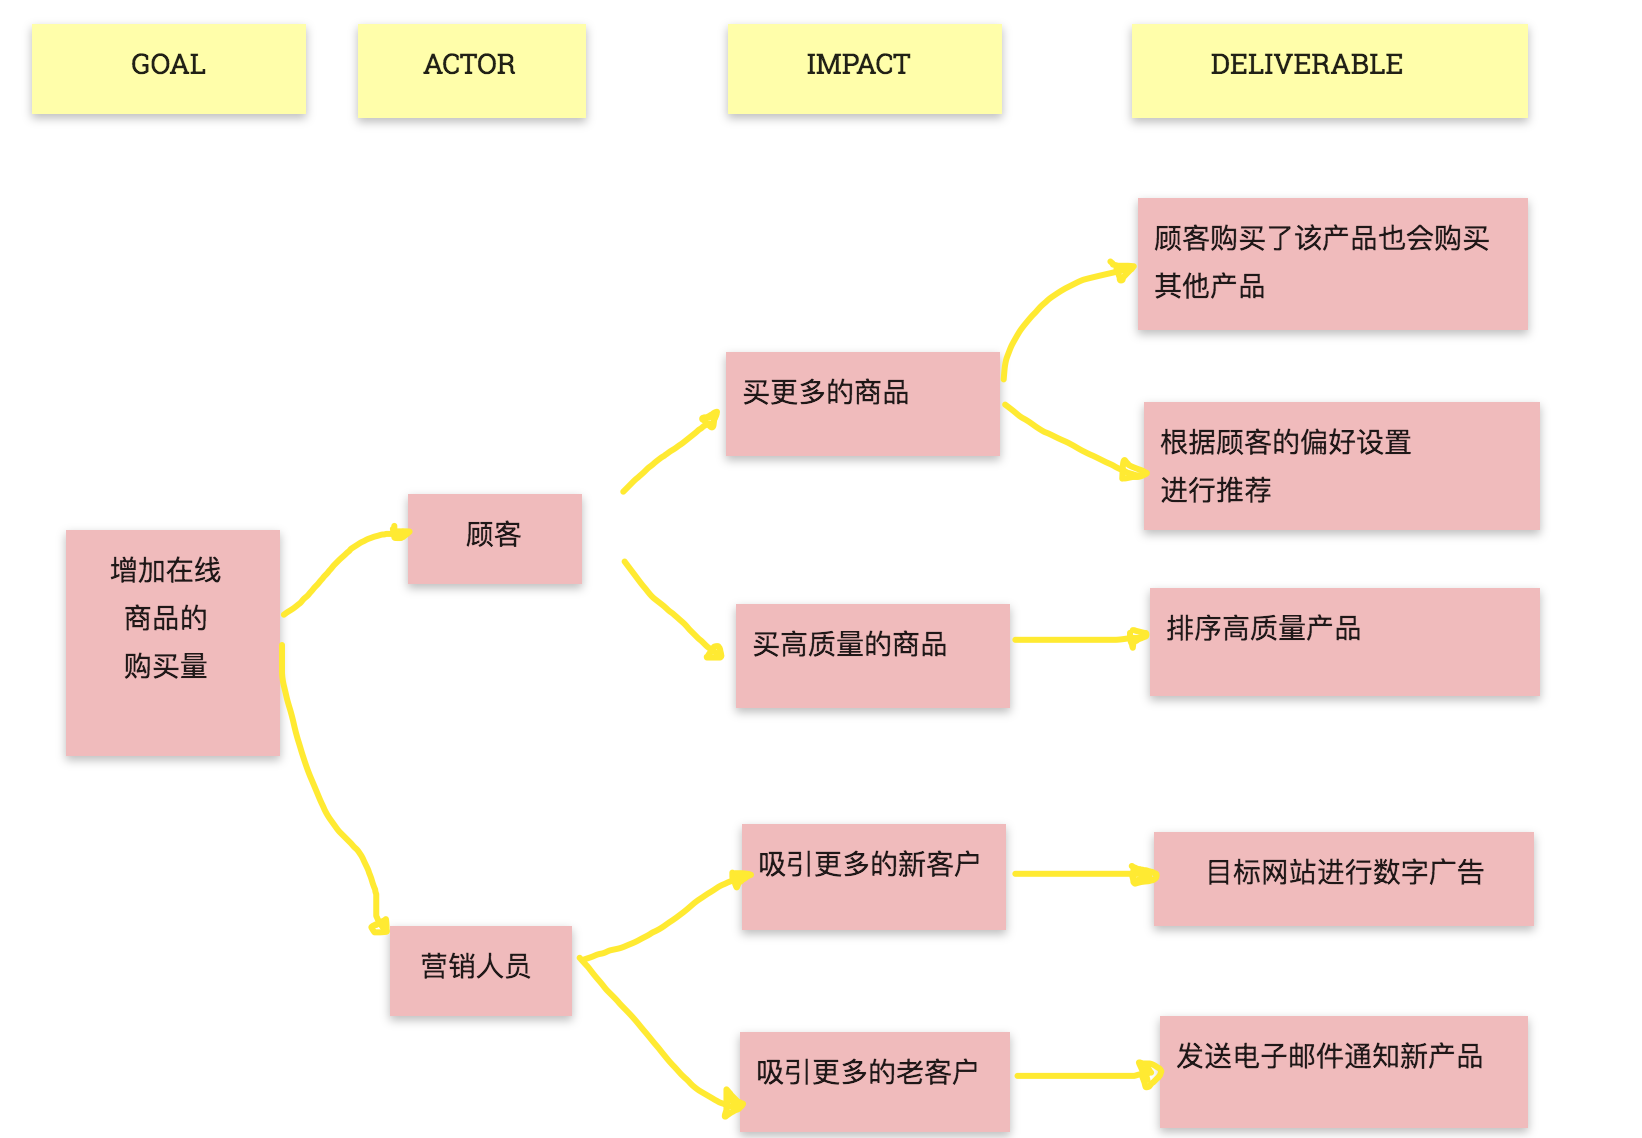 GOAL
ACTOR
IMPACT
DELIVERABLE
顾客购买了该产品也会购买
其他产品
买更多的商品
根据顾客的偏好设置
进行推荐
顾客
增加在线
商品的
购买量
买高质量的商品
排序高质量产品
吸引更多的新客户
目标网站进行数字广告
营销人员
吸引更多的老客户
发送电子邮件通知新产品